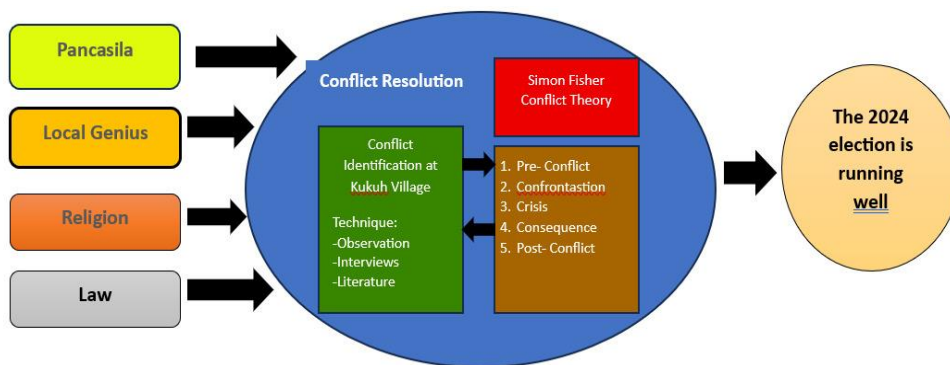 Pancasila
Local Genius
Religion
Law
Conflict Resolution
Conflict
Identification at
Kukuh Village
Technique:
-Observation
-Interviews
-Literature
Simon Fisher
Conflict Theory
1. Pre- Conflict
2. Confrontastion
3. Crisis
4. Consequence
5. Post- Conflict
The 2024
election is
running
well